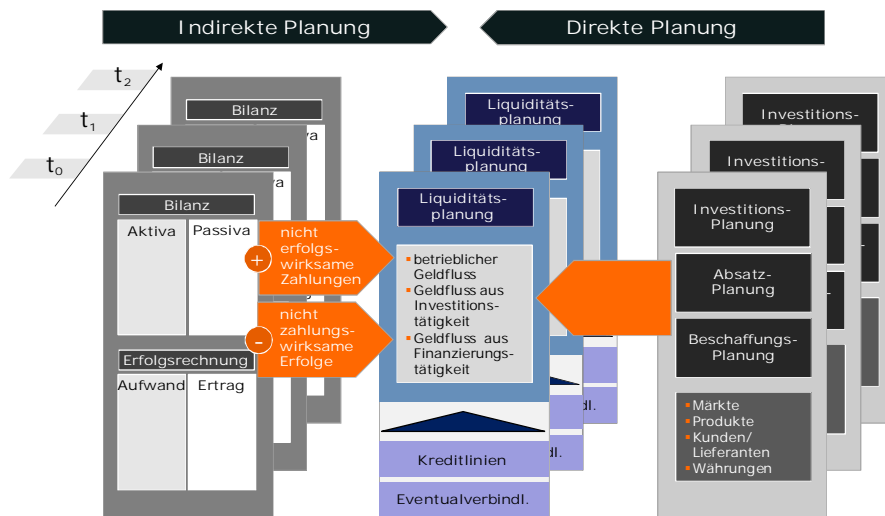 Indirekte Planung
Direkte Planung
t2
t1
t0
Bilanz
Bilanz
Bilanz
Aktiva
Passiva
Erfolgsrechnung
Aufwand
Ertrag
+
nicht
erfolgs-
wirksame
Zahlungen
-
nicht
zahlungs-
wirksame
Erfolge
Liquiditäts-
planung
Liquiditäts-
Liquiditäts-
planung
betrieblicher
Geldfluss
Geldfluss aus
Investitions-
tätigkeit
Geldfluss aus
Finanzierungs-
tätigkeit
Kreditlinien
Eventualverbindl.
Investitions-
Investitions-
Investitions-
Planung
Absatz-
Planung
Beschaffungs-
Planung
Märkte
Produkte
Kunden/
Lieferanten
Währungen